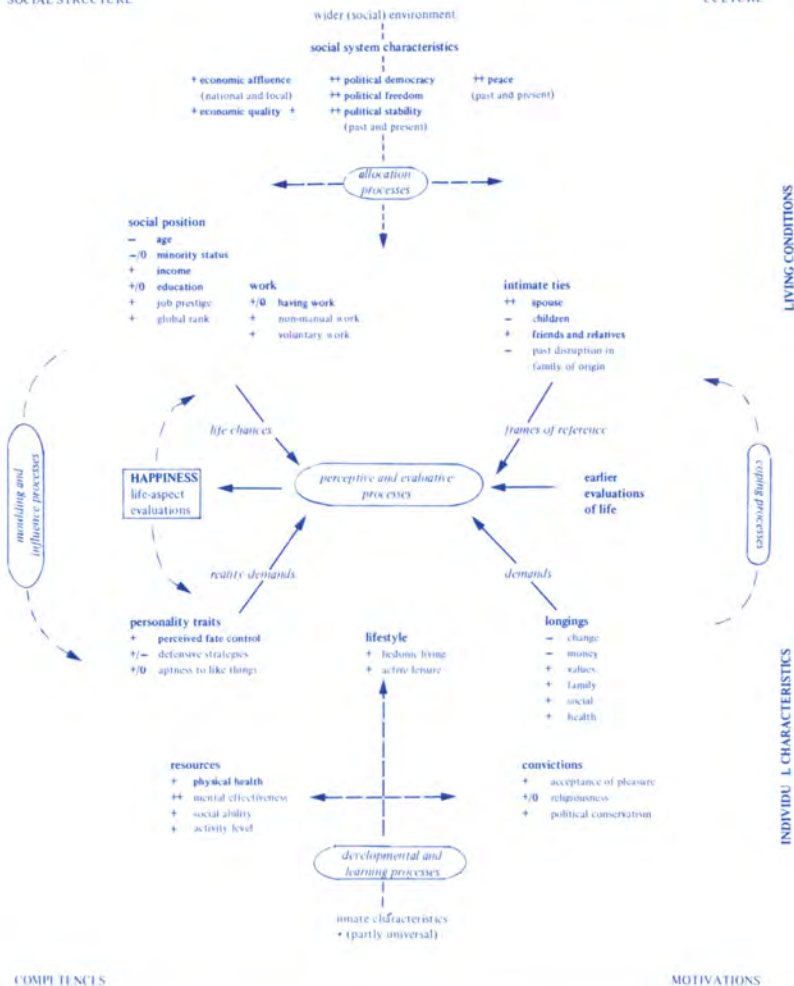 SOCIAL STRUCTURE
CULTURE
wider (social) environment
social system characteristics
+ economic affluence
(national and local)
+ economic quality +
++ political democracy
++ political freedom
++ political stability
(past and present)
++ peace
(past and present)
allocation
processes
LIVING CONDITIONS
social position
− age
−/0 minority status
+ income
+/0 education
+ job prestige
+ global rank
work
+/0 having work
+ non-manual work
+ voluntary work
intimate ties
++ spouse
− children
+ friends and relatives
− past disruption in
family of origin
life chances
frames of reference
moulding and
influence processes
HAPPINESS
life-aspect
evaluations
perceptive and evaluative
processes
earlier
evaluations
of life
coping processes
reality demands
demands
personality traits
+ perceived fate control
+/− defensive strategies
+/0 aptness to like things
lifestyle
+ hedonic living
+ active leisure
longings
− change
− money
+ values
+ family
+ social
+ health
INDIVIDU L CHARACTERISTICS
resources
+ physical health
++ mental effectiveness
+ social ability
+ activity level
convictions
+ acceptance of pleasure
+/0 religiousness
+ political conservatism
developmental and
learning processes
innate characteristics
• (partly universal)
COMPETENCES
MOTIVATIONS